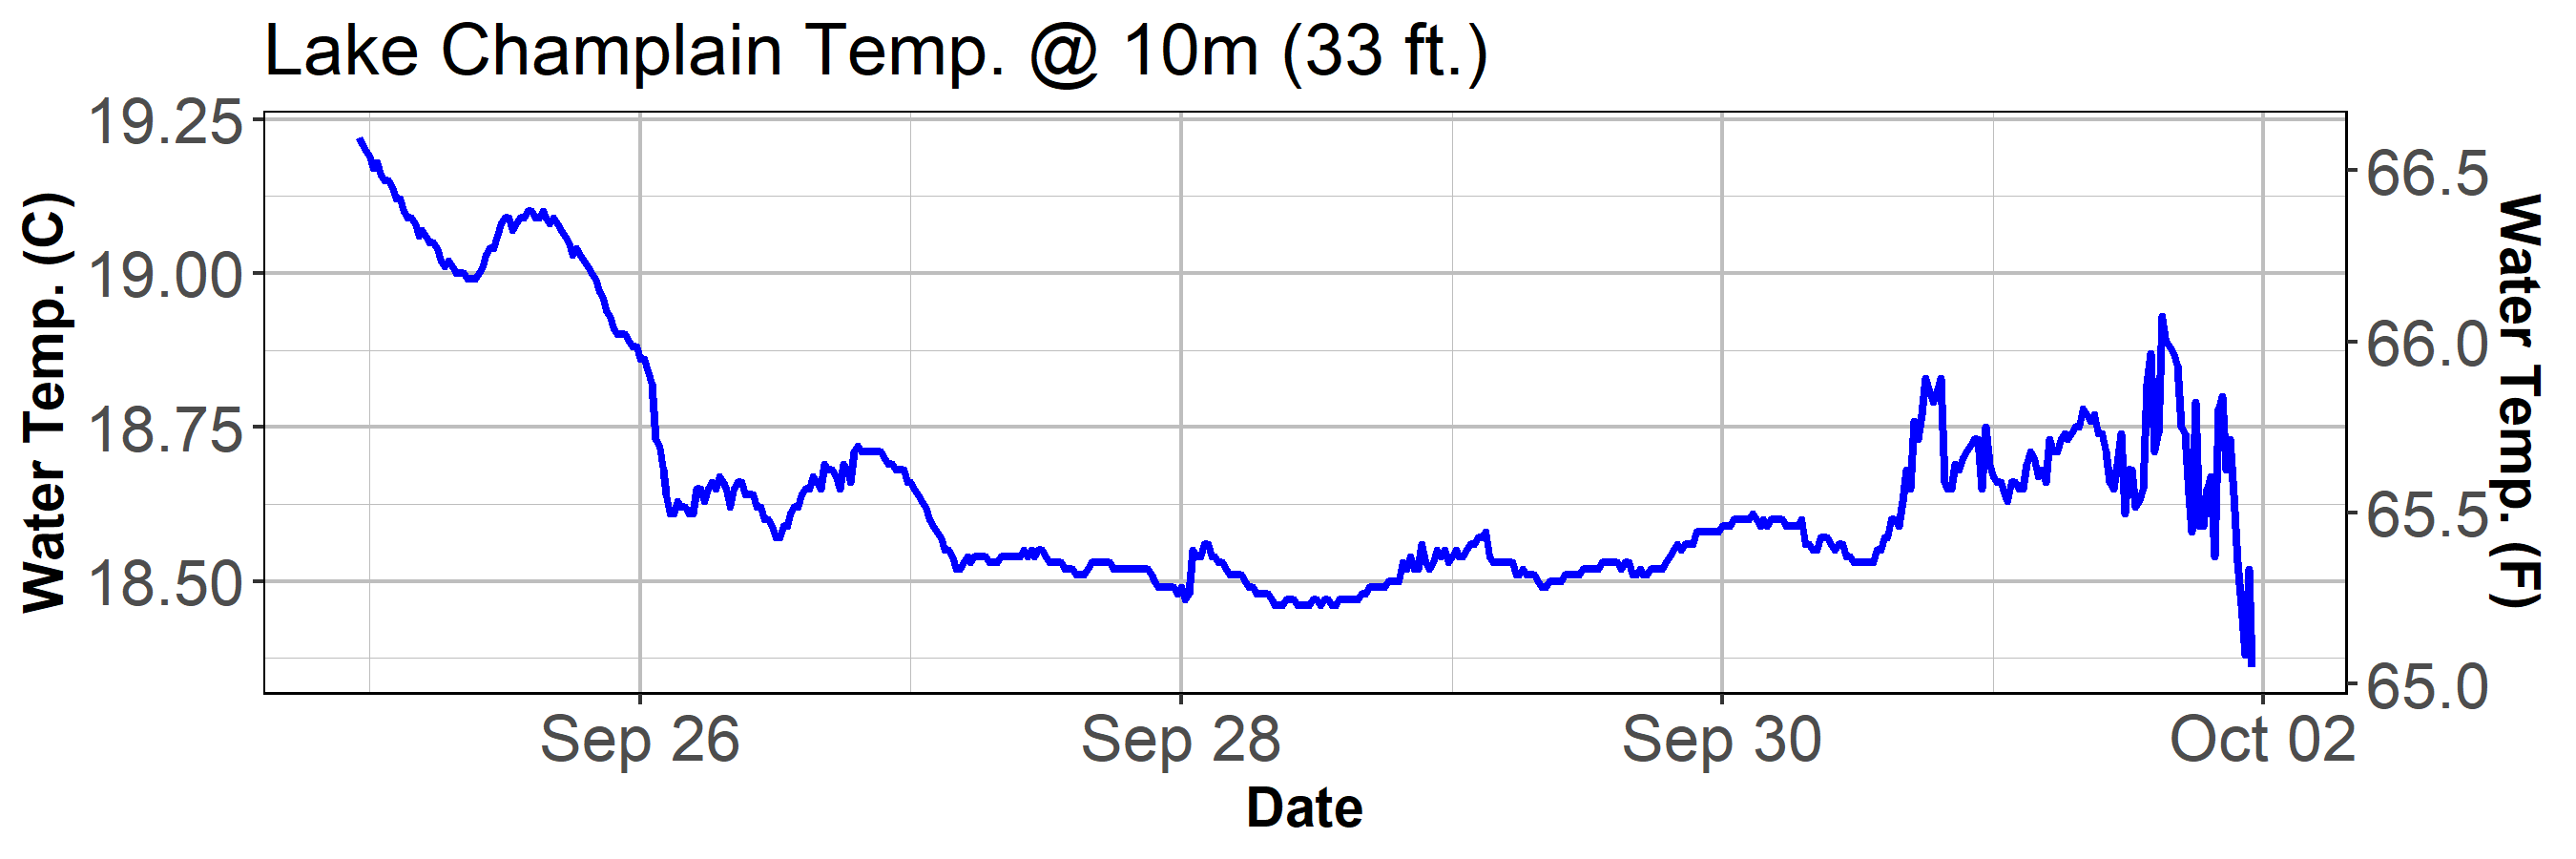 Lake Champlain Temp. @ 10m (33 ft.)
Water Temp. (C)
19.25
19.00
18.75
18.50
66.5
66.0
65.5
65.0
Water Temp. (F)
Sep 26
Sep 28
Sep 30
Oct 02
Date